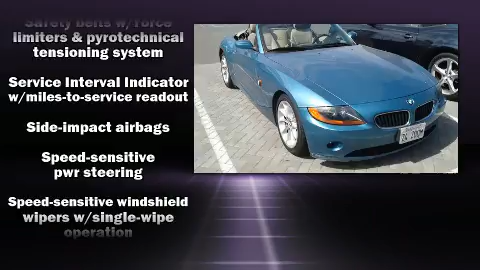 Safety belts w/force
limiters & pyrotechnical
tensioning system
Service Interval Indicator
w/miles-to-service readout
Side-impact airbags
Speed-sensitive
pwr steering
Speed-sensitive windshield
wipers w/single-wipe
operation